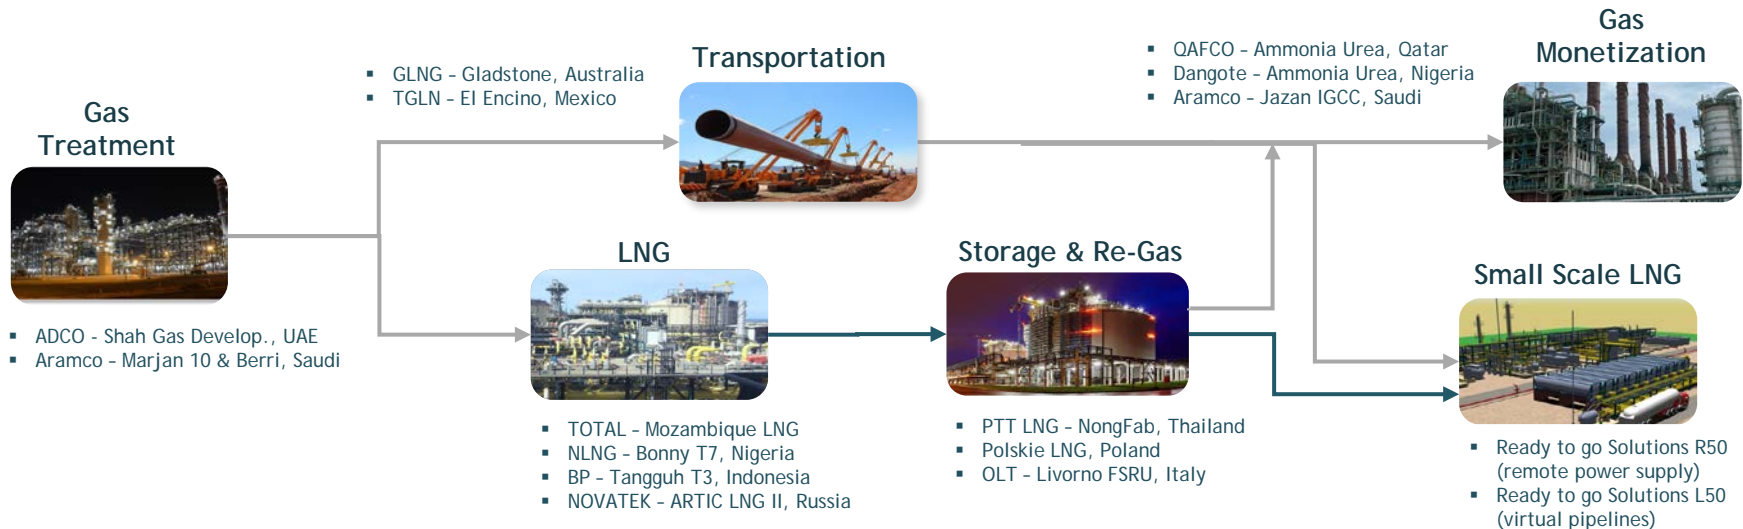 Gas
Treatment
▪ ADCO - Shah Gas Develop., UAE
▪ Aramco – Marjan 10 & Berri, Saudi
▪ GLNG – Gladstone, Australia
▪ TGLN – El Encino, Mexico
Transportation
LNG
▪ TOTAL – Mozambique LNG
▪ NLNG – Bonny T7, Nigeria
▪ BP – Tangguh T3, Indonesia
▪ NOVATEK – ARTIC LNG II, Russia
Storage & Re-Gas
▪ PTT LNG – NongFab, Thailand
▪ Polskie LNG, Poland
▪ OLT – Livorno FSRU, Italy
▪ QAFCO – Ammonia Urea, Qatar
▪ Dangote – Ammonia Urea, Nigeria
▪ Aramco – Jazan IGCC, Saudi
Gas
Monetization
Small Scale LNG
▪ Ready to go Solutions R50
(remote power supply)
▪ Ready to go Solutions L50
(virtual pipelines)